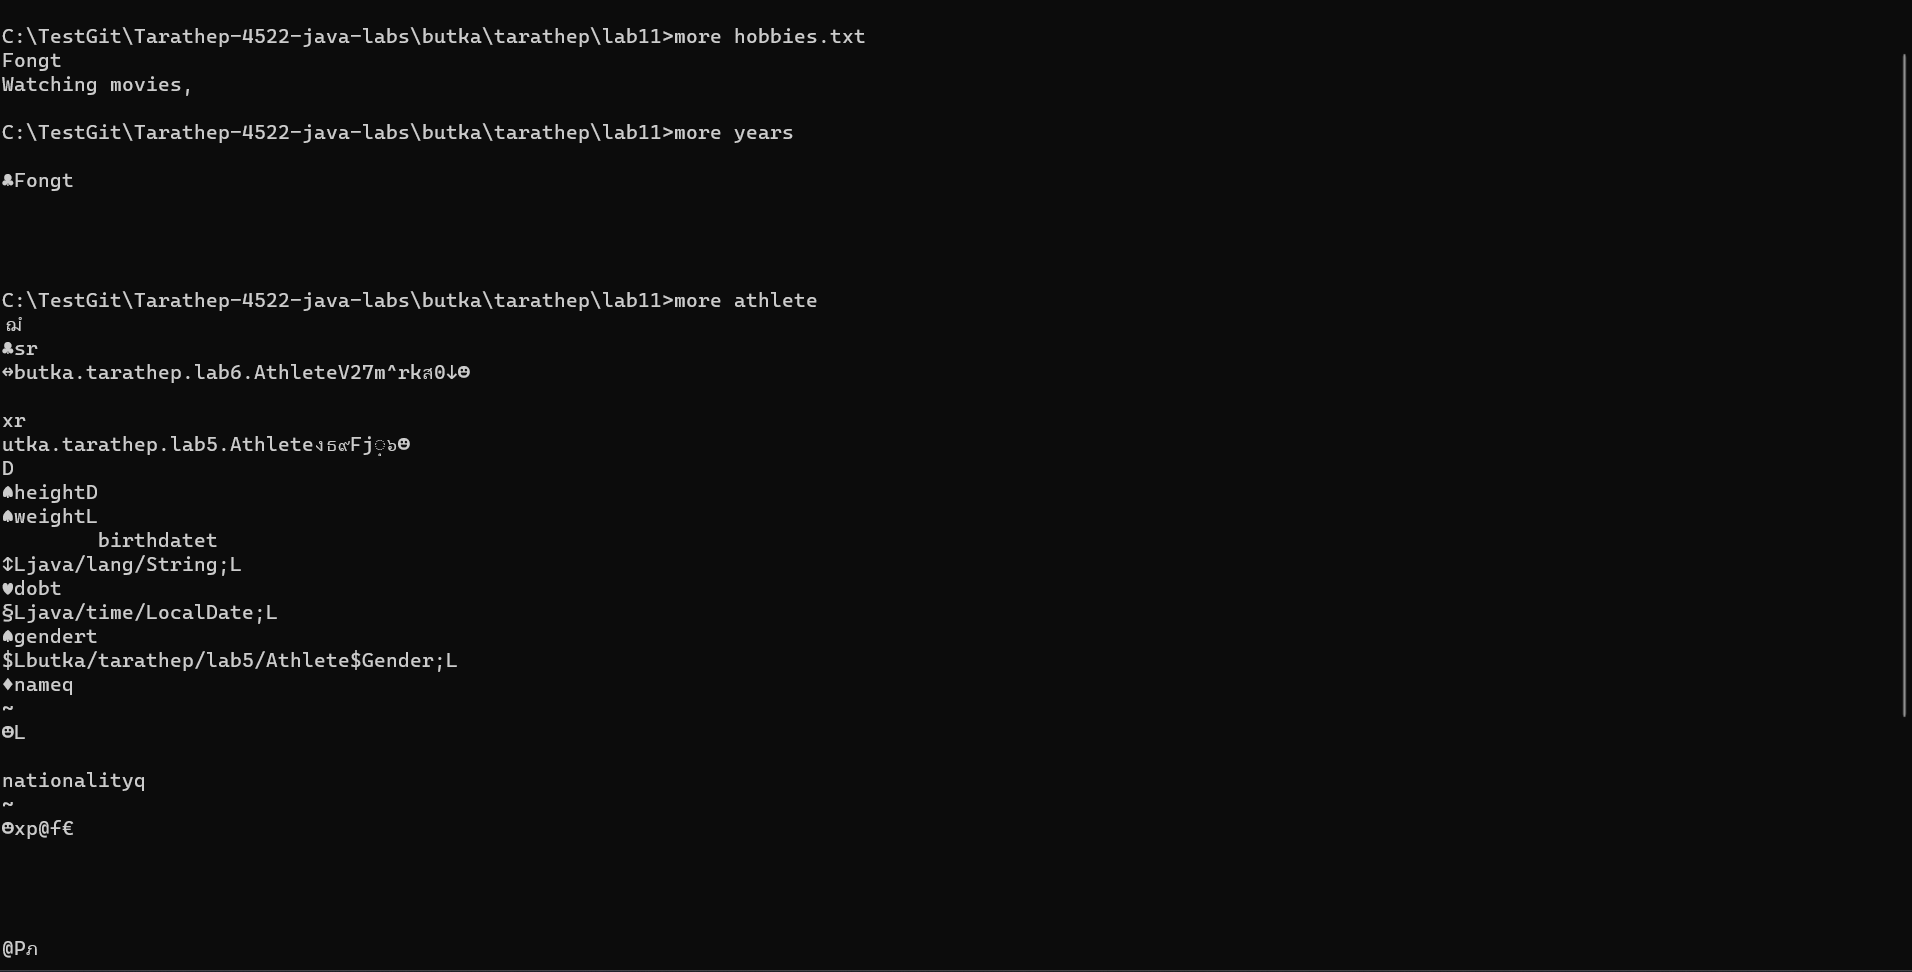 C:\TestGit\Tarathep-4522-java-labs\butka\tarathep\lab11>more hobbies.txt
Fongt
Watching movies,
C:\TestGit\Tarathep-4522-java-labs\butka\tarathep\lab11>more years
♣Fongt
C:\TestGit\Tarathep-4522-java-labs\butka\tarathep\lab11>more athlete
ฌํ
♣sr
↔butka.tarathep.lab6.AthleteV27m^rkส0↓☻
xr
utka.tarathep.lab5.Athleteงธ๙Fjฺ๖☻
D
♠heightD
♠weightL
birthdatet
↕Ljava/lang/String;L
♥dobt
§Ljava/time/LocalDate;L
♠gendert
$Lbutka/tarathep/lab5/Athlete$Gender;L
♦nameq
~
☻L
nationalityq
~
☻xp@f€
@Pภ